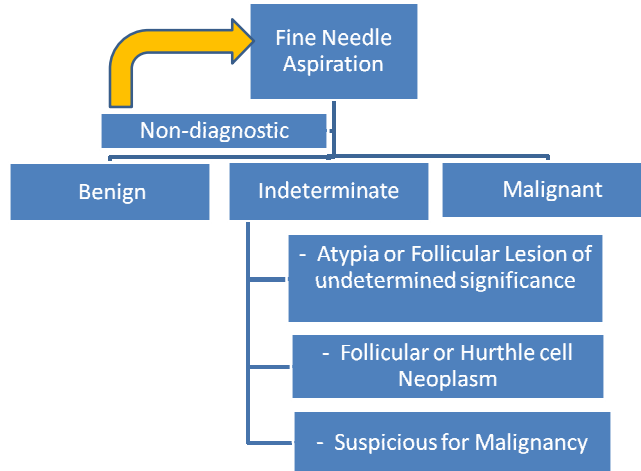 Fine Needle
Aspiration
Non-diagnostic
Benign
Indeterminate
Malignant
- Atypia or Follicular Lesion of
undetermined significance
- Follicular or Hurthle cell
Neoplasm
- Suspicious for Malignancy